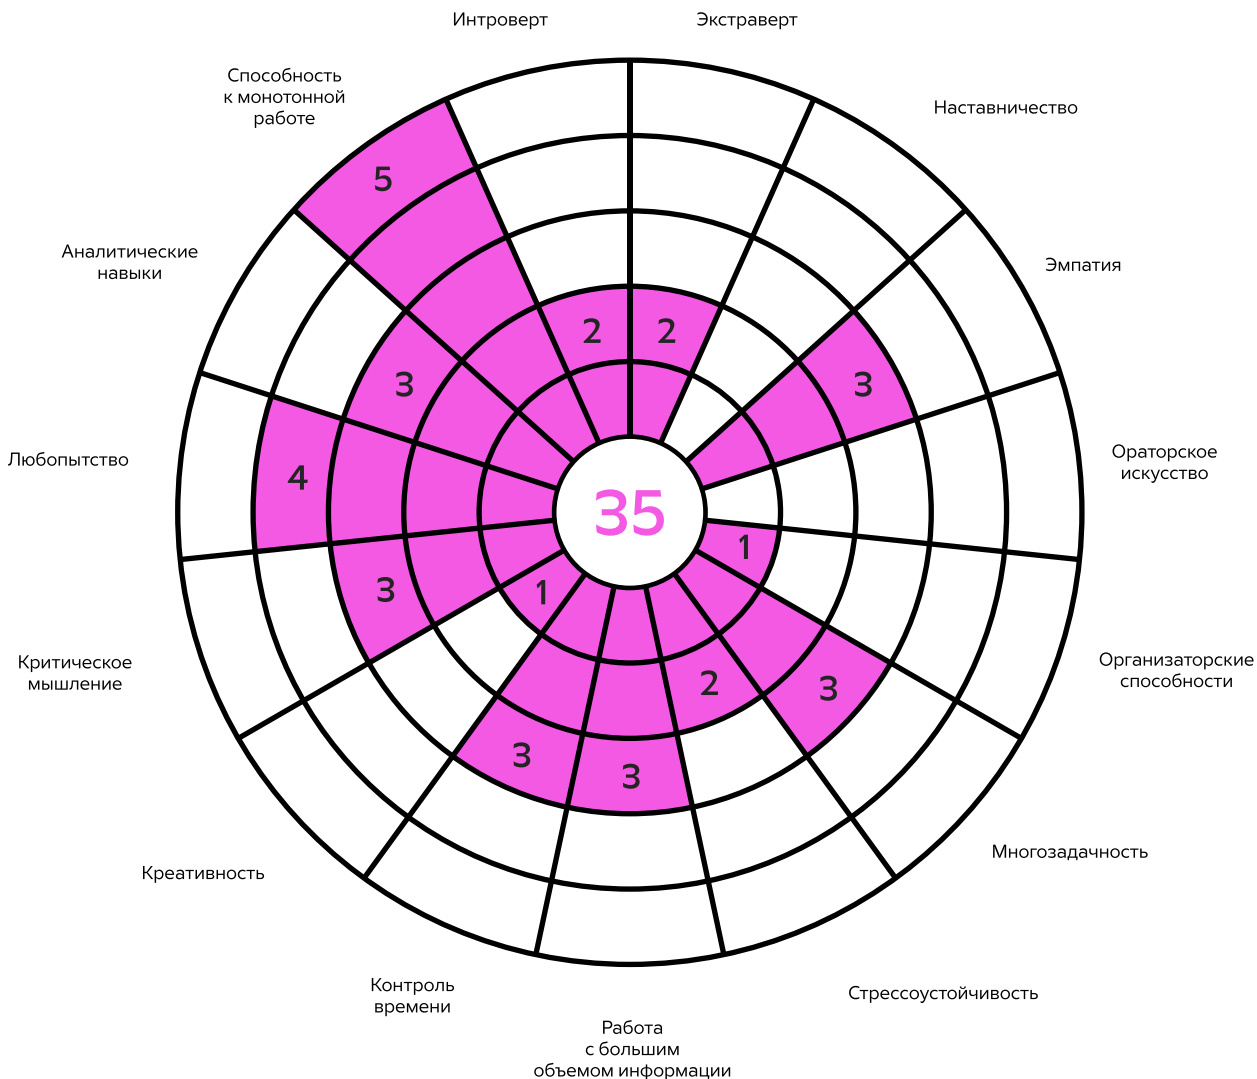 Интроверт
Экстраверт
Способность
к монотонной
работе
Наставничество
5
Аналитические
навыки
Эмпатия
2
2
3
3
Любопытство
4
Ораторское
искусство
35
1
3
1
Критическое
мышление
Организаторские
способности
2
3
3
3
Креативность
Многозадачность
Контроль
времени
Стрессоустойчивость
Работа
с большим
объемом информации